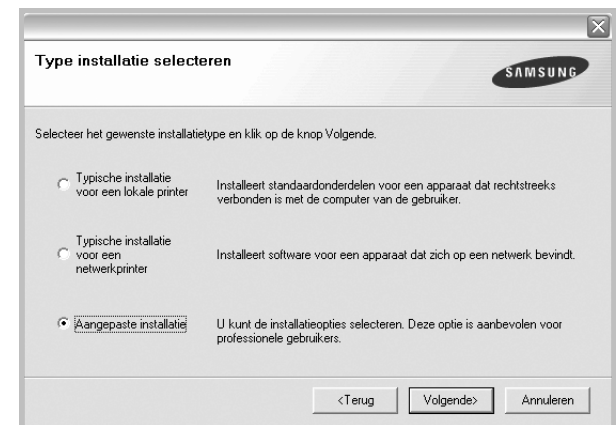 Type installatie selecteren
SAMSUNG
Selecteer het gewenste installatietype en klik op de knop Volgende.
Typische installatie
voor een lokale printer
Installeert standaardonderdelen voor een apparaat dat rechtstreeks
verbonden is met de computer van de gebruiker.
Typische installatie
voor een
netwerkprinter
Installeert software voor een apparaat dat zich op een netwerk bevindt.
Aangepaste installatie
U kunt de installatieopties selecteren. Deze optie is aanbevolen voor
professionele gebruikers.
<Terug
Volgende>
Annuleren